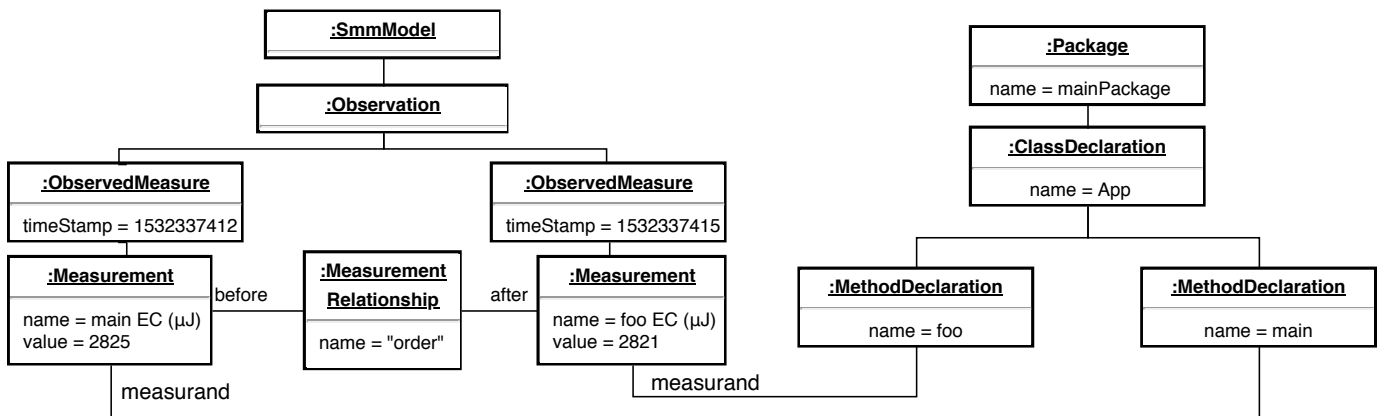 :SmmModel
:Package
name = mainPackage
:Observation
:ClassDeclaration
name = App
:ObservedMeasure
timeStamp = 1532337412
:ObservedMeasure
timeStamp = 1532337415
:Measurement
name = main EC (μJ)
value = 2825
before
:Measurement
Relationship
name = "order"
after
:Measurement
name = foo EC (μJ)
value = 2821
:MethodDeclaration
name = foo
:MethodDeclaration
name = main
measurand
measurand